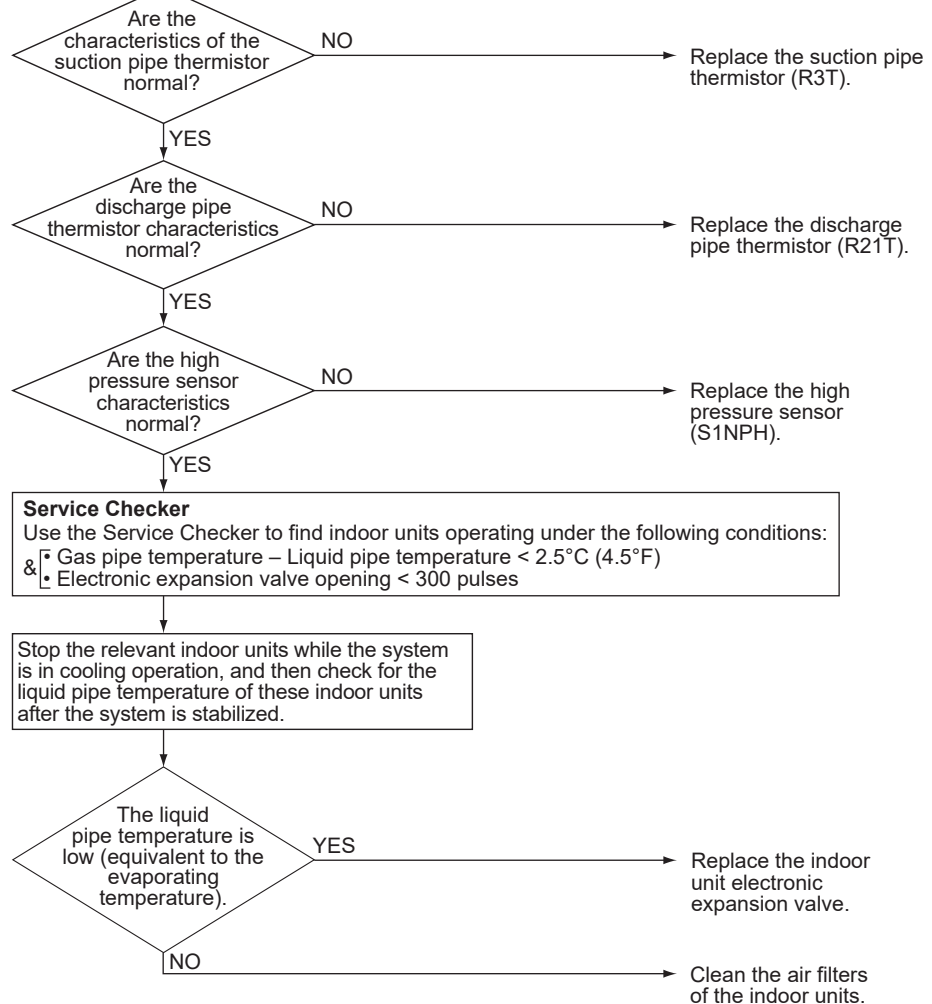 Are the
characteristics of the
suction pipe thermistor
normal?
NO
Replace the suction pipe
thermistor (R3T).
YES
Are the
discharge pipe
thermistor characteristics
normal?
NO
Replace the discharge
pipe thermistor (R21T).
YES
Are the high
pressure sensor
characteristics
normal?
NO
Replace the high
pressure sensor
(S1NPH).
YES
Service Checker
Use the Service Checker to find indoor units operating under the following conditions:
& • Gas pipe temperature – Liquid pipe temperature < 2.5°C (4.5°F)
• Electronic expansion valve opening < 300 pulses
Stop the relevant indoor units while the system
is in cooling operation, and then check for the
liquid pipe temperature of these indoor units
after the system is stabilized.
The liquid
pipe temperature is
low (equivalent to the
evaporating
temperature).
YES
Replace the indoor
unit electronic
expansion valve.
NO
Clean the air filters
of the indoor units.